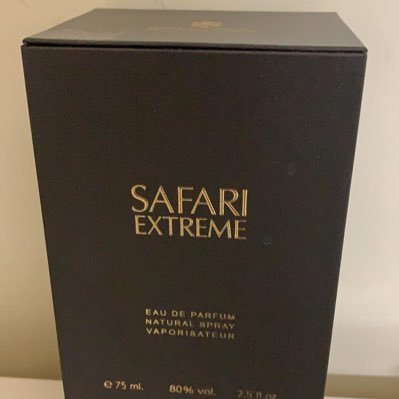 SAFARI
EXTREME
EAU DE PARFUM
NATURAL SPRAY
VAPORISATEUR
℮ 75 ml. 80% vol. 2.5 fl oz